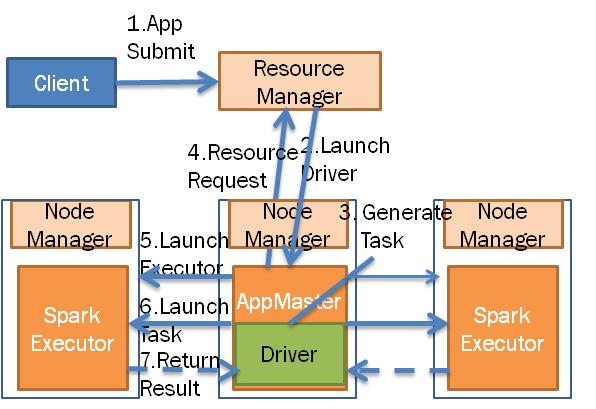 1.App
Submit
Client
Resource
Manager
4.Resource
Request
2.Launch
Driver
Node
Manager
Node
Manager
3. Generate
Task
Node
Manager
5.Launch
Executor
6.Launch
Task
7.Return
Result
Spark
Executor
AppMaster
Driver
Spark
Executor